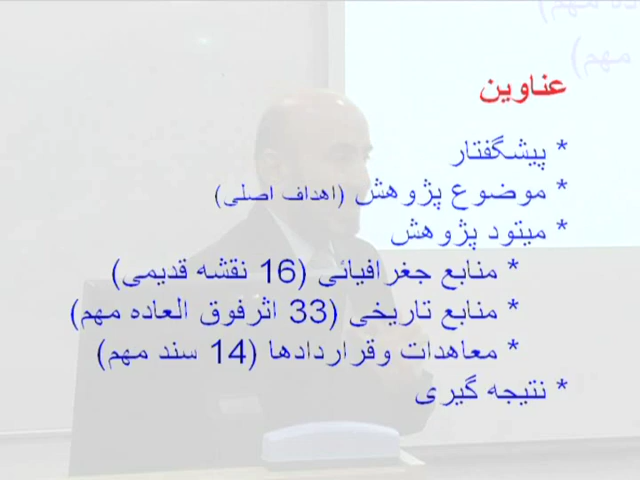 عناوین
* پیشگفتار
* موضوع پژوهش (اهداف اصلی)
* میتود پژوهش
* منابع جغرافیائی (16 نقشه قدیمی)
* منابع تاریخی (33 اثرفوق العاده مهم)
* معاهدات وقراردادها (14 سند مهم)
* نتیجه گیری
مهم)